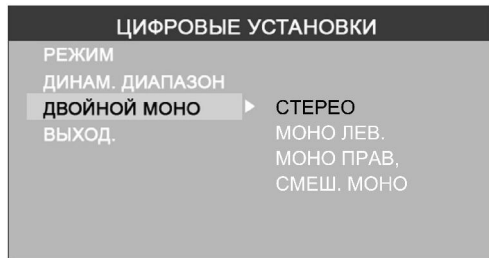 ЦИФРОВЫЕ УСТАНОВКИ
РЕЖИМ
ДИНАМ. ДИАПАЗОН
ДВОЙНОЙ МОНО
ВЫХОД.
СТЕРЕО
МОНО ЛЕВ.
МОНО ПРАВ,
СМЕШ. МОНО